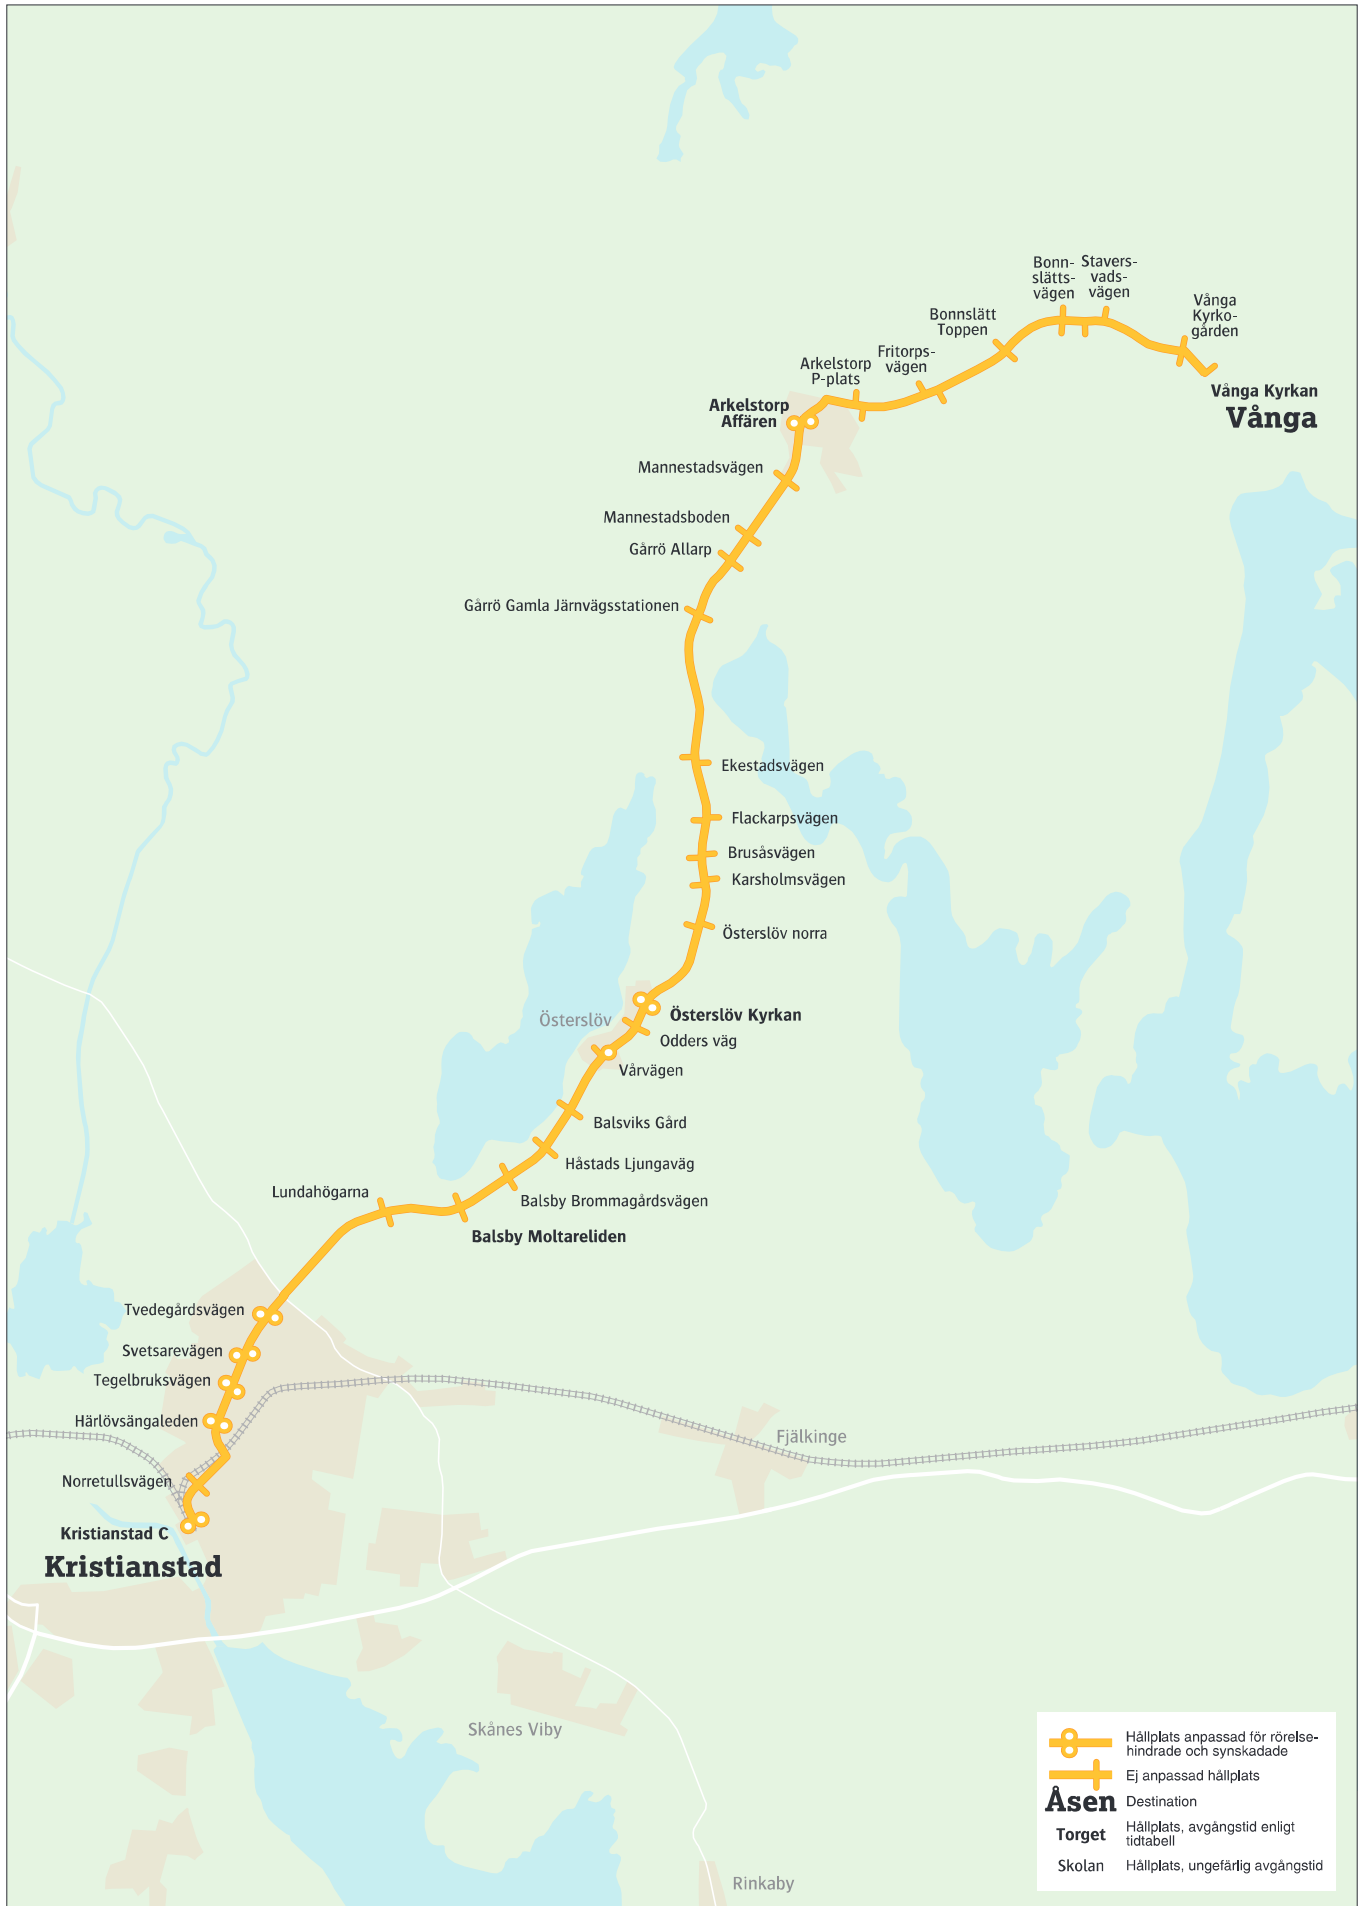 Bonn-
slätts-
vägen
Stavers-
vads-
vägen
Vånga
Kyrko-
gården
Bonnslätt
Toppen
Fritorps-
vägen
Arkelstorp
P-plats
Vånga Kyrkan
Vånga
Arkelstorp
Affären
Mannestadsvägen
Mannestadsboden
Gårrö Allarp
Gårrö Gamla Järnvägsstationen
Ekestadsvägen
Flackarpsvägen
Brusåsvägen
Karsholmsvägen
Österslöv norra
Österslöv Kyrkan
Österslöv
Odders väg
Vårvägen
Balsviks Gård
Håstads Ljungaväg
Lundahögarna
Balsby Brommagårdsvägen
Balsby Moltareliden
Tvedegårdsvägen
Svetsarevägen
Tegelbruksvägen
Härlövsängaleden
Fjälkinge
Norretullsvägen
Kristianstad C
Kristianstad
Skånes Viby
Rinkaby
Hållplats anpassad för rörelse-
hindrade och synskadade
Ej anpassad hållplats
Åsen Destination
Torget Hållplats, avgångstid enligt
tidtabell
Skolan Hållplats, ungefärlig avgångstid